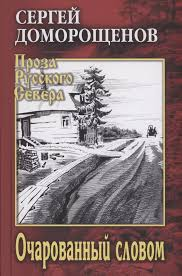 СЕРГЕЙ
ДОМОРОЩЕНОВ
Проза
Русского
Севера
Очарованный словом